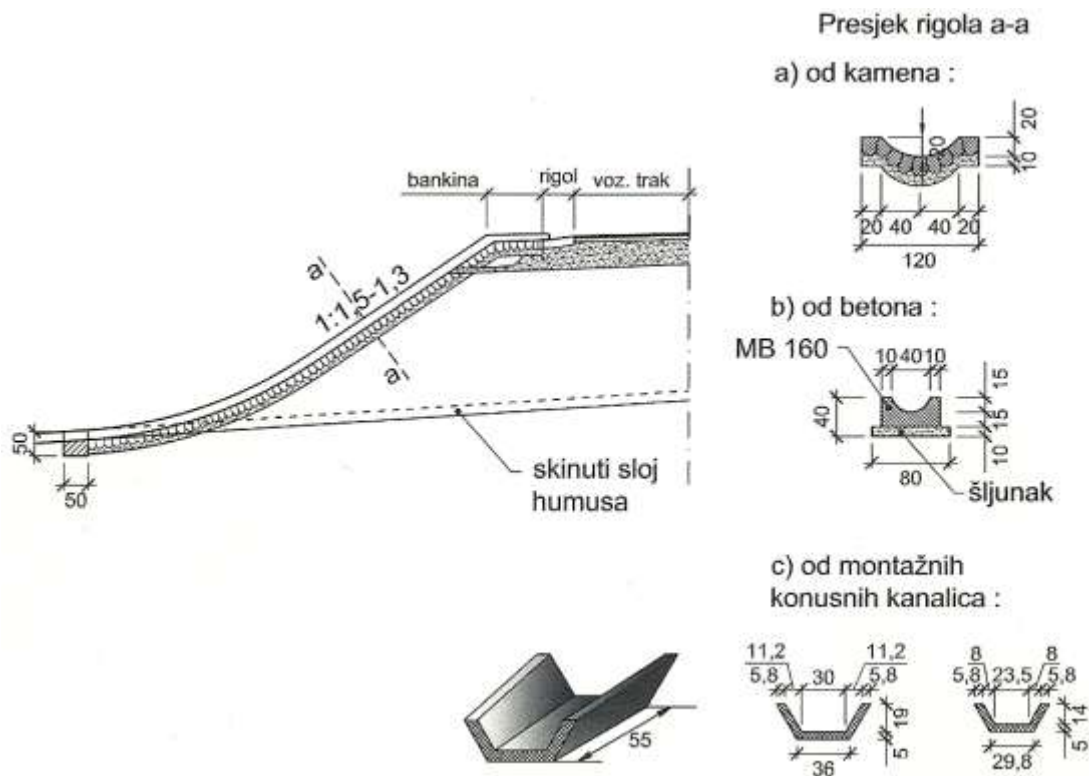 Presjek rigola a-a
a) od kamena :
20
10
30
20 40 40 20
120
bankina rigol voz. trak
a
1:1,5-1,3
a
50
50
skinuti sloj
humusa
b) od betona :
MB 160
10 40 10
15
15
10
40
80
šljunak
c) od montažnih
konusnih kanalica :
11,2 11,2
5,8 30 5,8
19
5
36
8 8
5,8 23,5 5,8
14
5
29,8
55